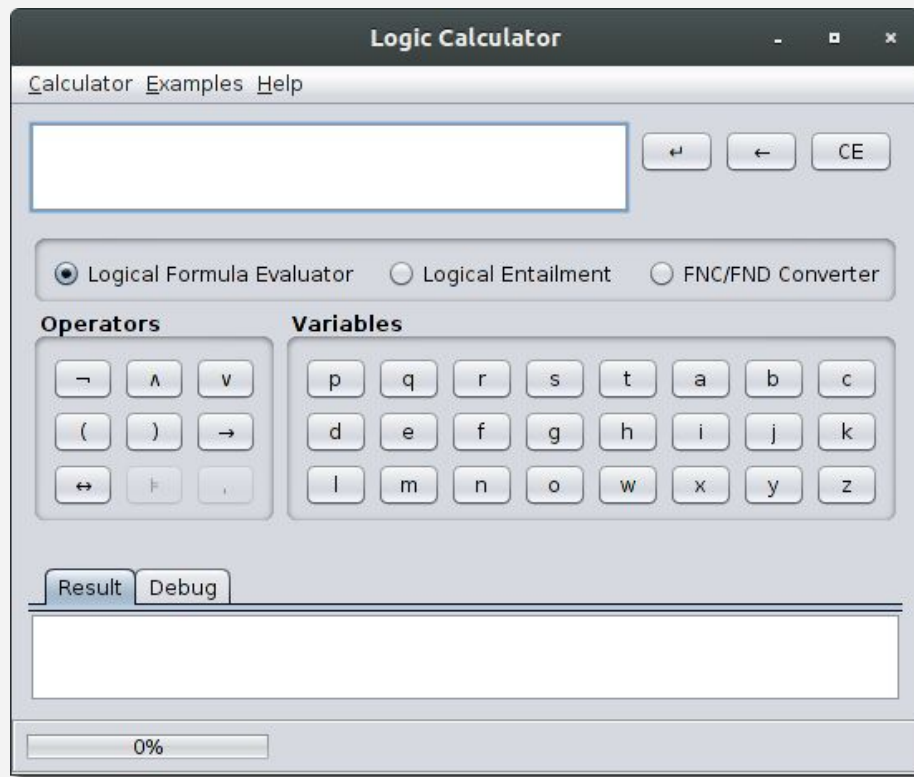 Logic Calculator
Calculator Examples Help
↵ ← CE
Logical Formula Evaluator Logical Entailment FNC/FND Converter
Operators Variables
¬ ∧ ∨ p q r s t a b c
( ) → d e f g h i j k
↔ ⊧ , l m n o w x y z
Result Debug
0%